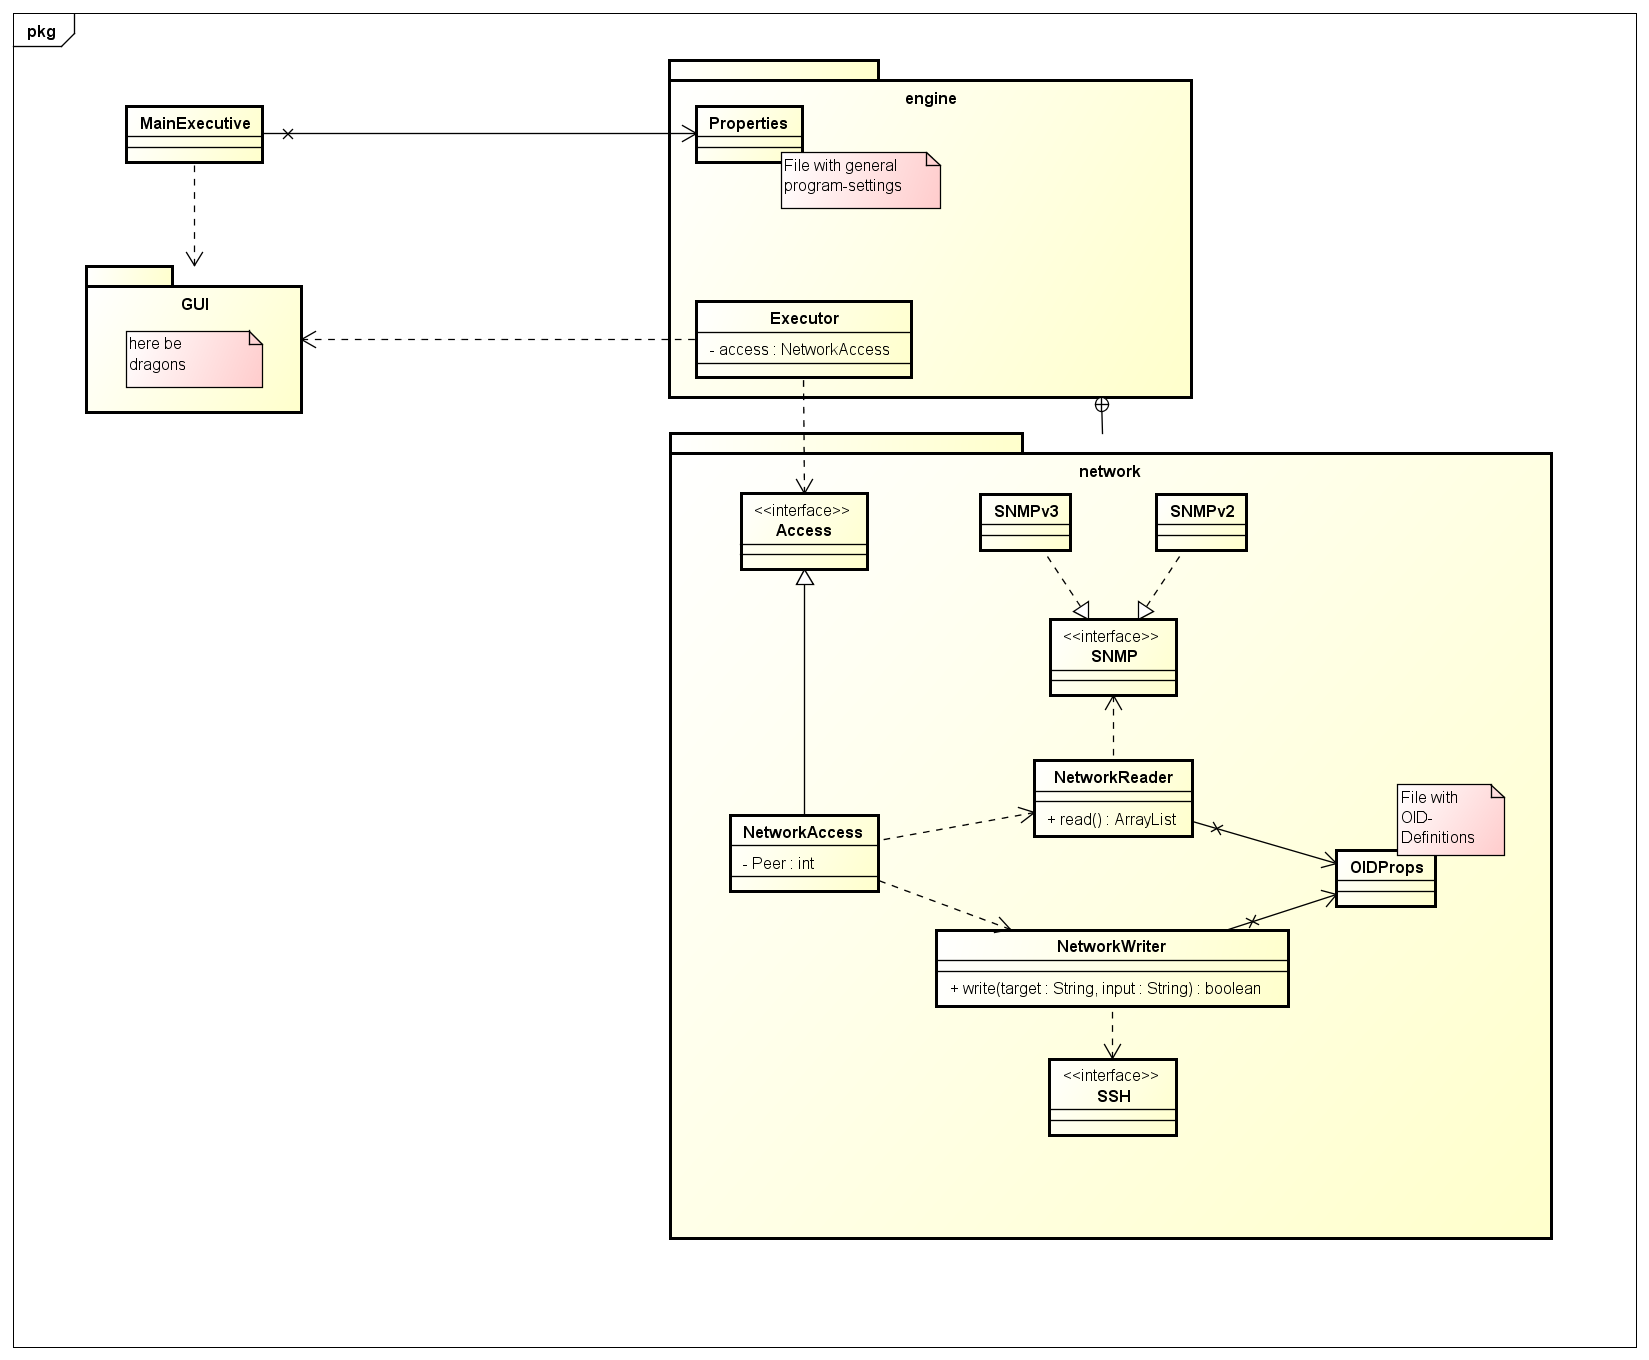 pkg
engine
MainExecutive
Properties
File with general
program-settings
GUI
here be
dragons
Executor
- access : NetworkAccess
network
<<interface>>
Access
SNMPv3
SNMPv2
<<interface>>
SNMP
NetworkReader
+ read() : ArrayList
File with
OID-
Definitions
NetworkAccess
- Peer : int
OIDProps
NetworkWriter
+ write(target : String, input : String) : boolean
<<interface>>
SSH